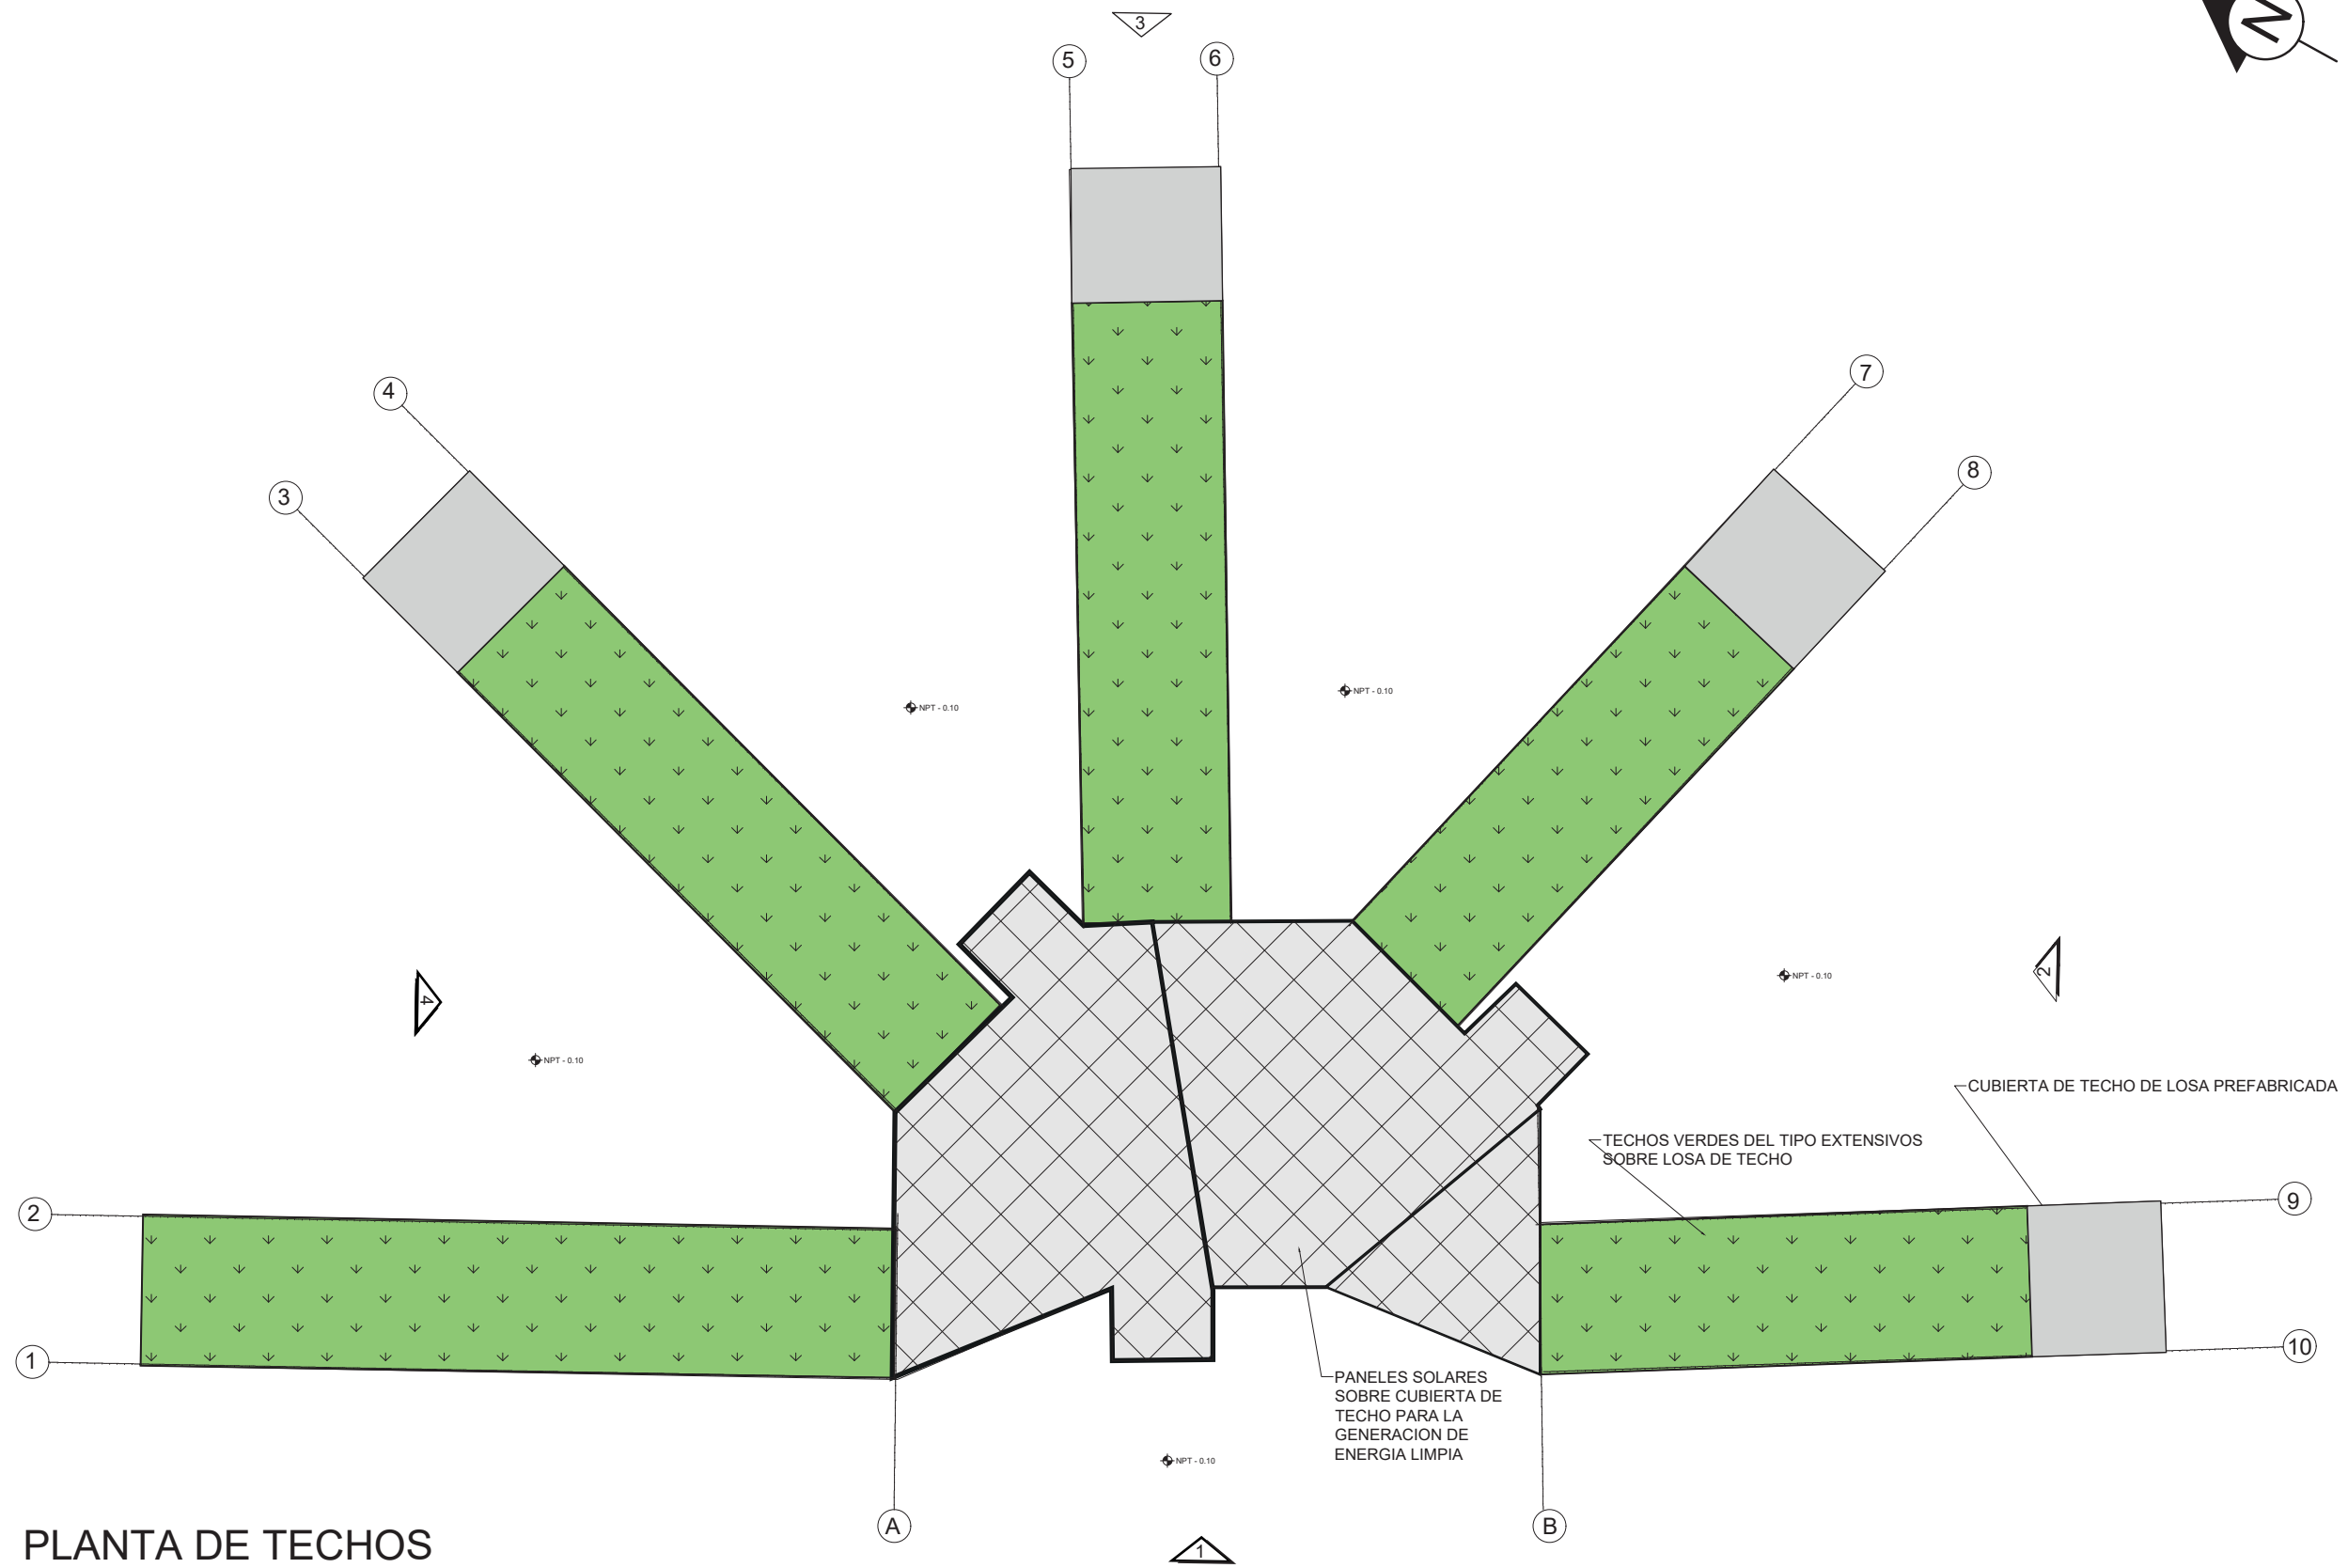 3
N
5
6
7
4
8
3
NPT - 0.10
NPT - 0.10
NPT - 0.10
2
4
NPT - 0.10
CUBIERTA DE TECHO DE LOSA PREFABRICADA
TECHOS VERDES DEL TIPO EXTENSIVOS
SOBRE LOSA DE TECHO
2
9
1
10
PANELES SOLARES
SOBRE CUBIERTA DE
TECHO PARA LA
GENERACION DE
ENERGIA LIMPIA
NPT - 0.10
A
B
PLANTA DE TECHOS
1